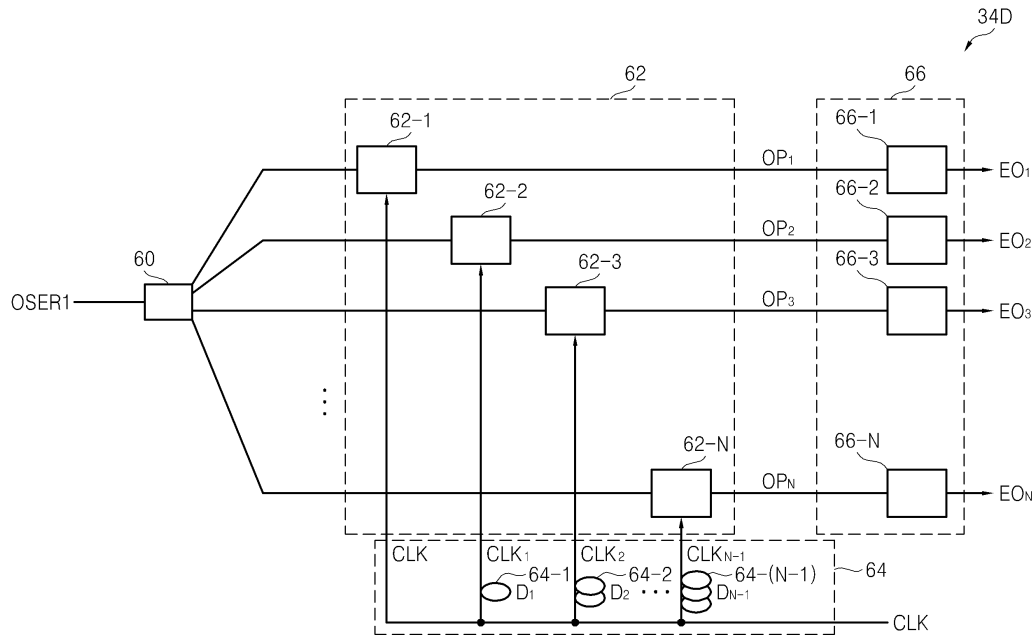 34D
62
66
62-1
66-1
OP₁
EO₁
62-2
66-2
OP₂
EO₂
60
62-3
66-3
OSER1
OP₃
EO₃
...
62-N
66-N
OPN
EON
CLK
CLK₁
CLK₂
CLKN-1
64-1
64-2
64-(N-1)
64
D₁
D₂
...
DN-1
CLK